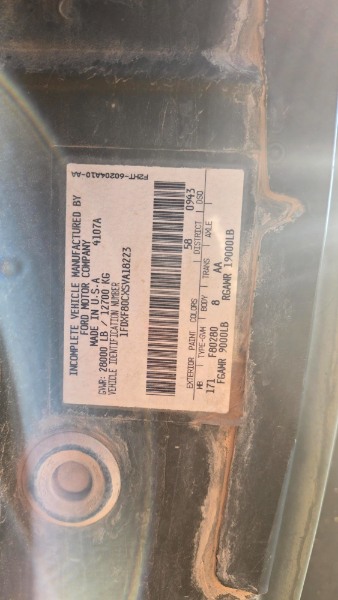 INCOMPLETE VEHICLE MANUFACTURED BY
FORD MOTOR COMPANY
MADE IN U.S.A 4107A
GVWR: 28000 LB / 12700 KG
VEHICLE IDENTIFICATION NUMBER
1FDXF80CXSVA18223
58 0943
EXTERIOR PAINT COLORS DISTRICT DSO
WB TYPE-GVW BODY TRANS AXLE
171 F80280 8 AA
FGAWR 9000LB RGAWR 19000LB
F2HT-60204A10-AA